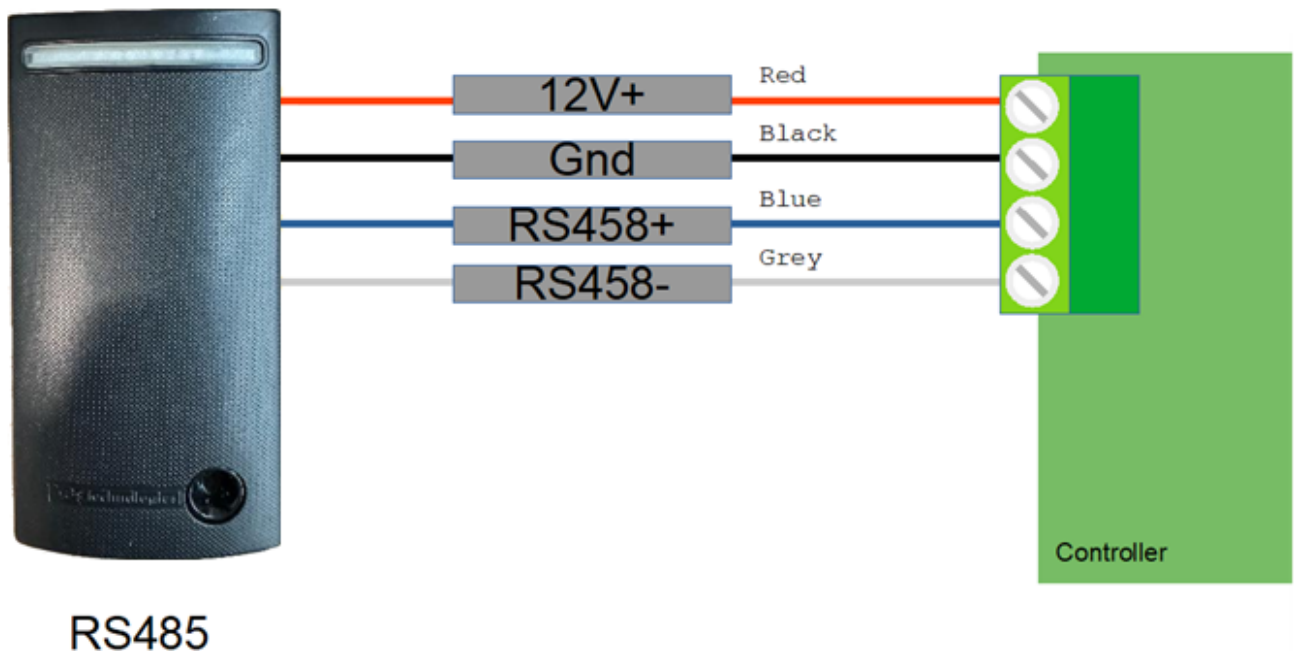 Red
12V+
Black
Gnd
Blue
RS458+
Grey
RS458-
Controller
RS485